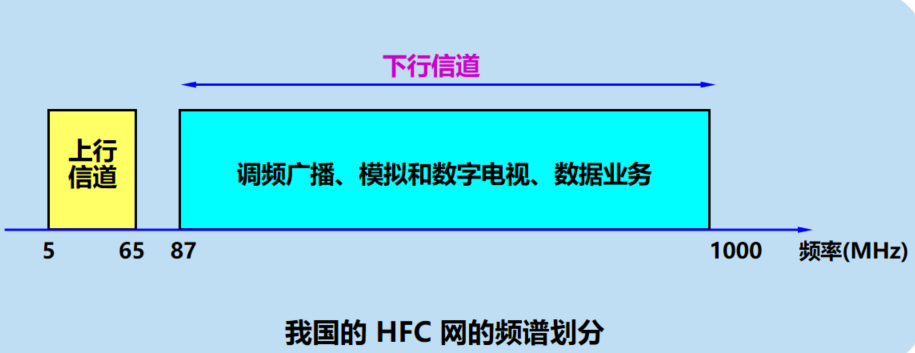 下行信道
上行
信道
调频广播、模拟和数字电视、数据业务
5 65 87 1000 频率(MHz)
我国的 HFC 网的频谱划分